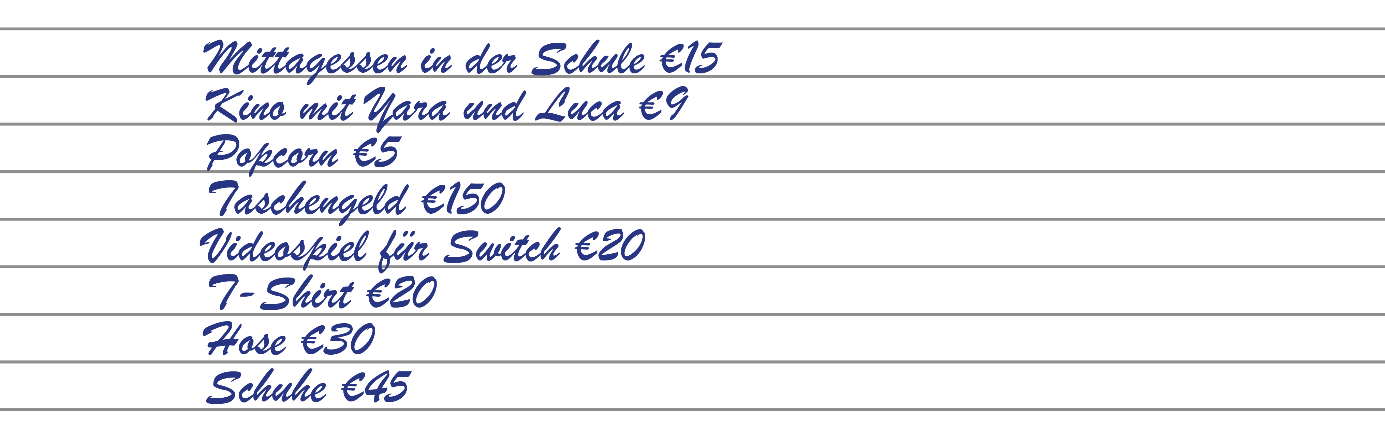 Mittagessen in der Schule €15
Kino mit Yara und Luca €9
Popcorn €5
Taschengeld €150
Videospiel für Switch €20
T-Shirt €20
Hose €30
Schuhe €45